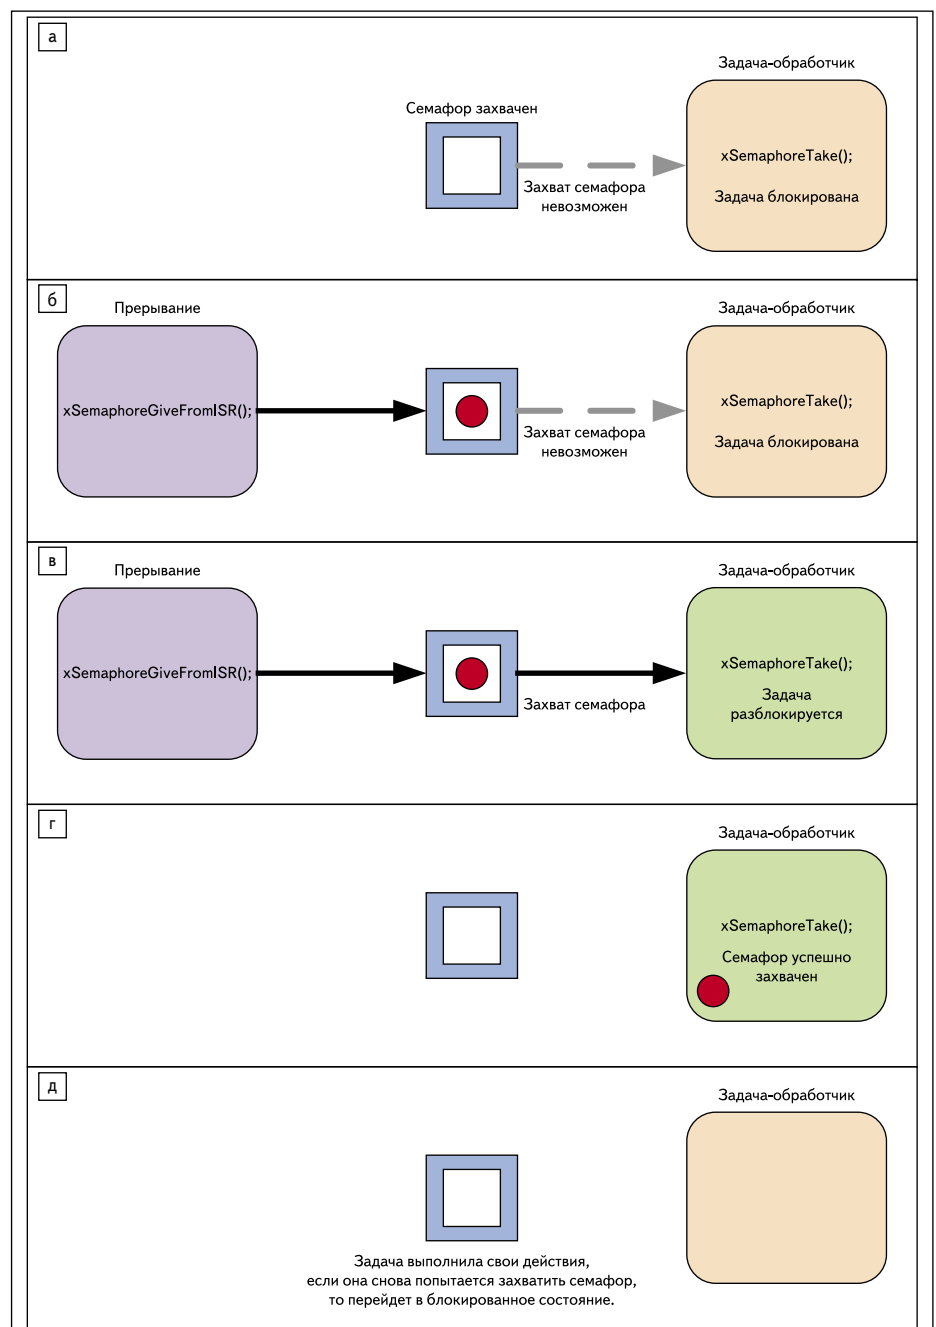 а
Задача-обработчик
Семафор захвачен
xSemaphoreTake();
Захват семафора
невозможен
Задача блокирована
б
Прерывание
Задача-обработчик
xSemaphoreGiveFromISR();
xSemaphoreTake();
Захват семафора
невозможен
Задача блокирована
в
Прерывание
Задача-обработчик
xSemaphoreGiveFromISR();
xSemaphoreTake();
Захват семафора
Задача
разблокируется
г
Задача-обработчик
xSemaphoreTake();
Семафор успешно
захвачен
д
Задача-обработчик
Задача выполнила свои действия,
если она снова попытается захватить семафор,
то перейдет в блокированное состояние.